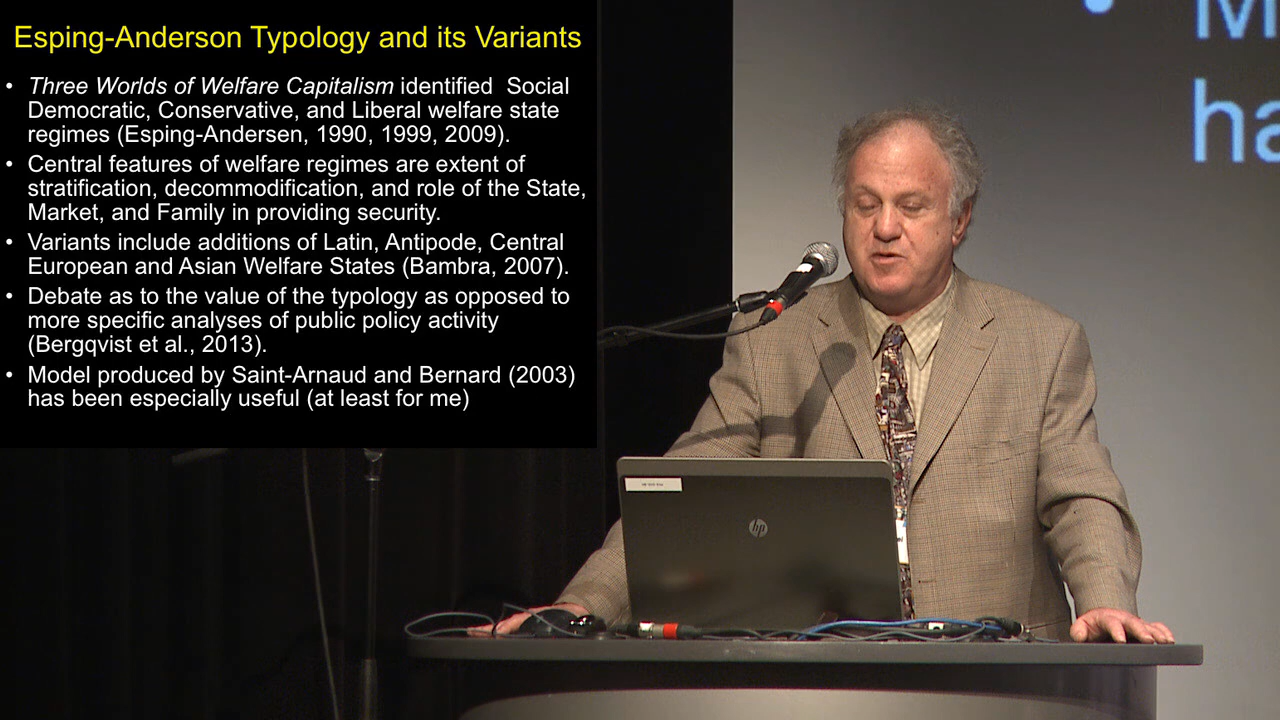 Esping-Anderson Typology and its Variants
• Three Worlds of Welfare Capitalism identified Social
Democratic, Conservative, and Liberal welfare state
regimes (Esping-Andersen, 1990, 1999, 2009).
• Central features of welfare regimes are extent of
stratification, decommodification, and role of the State,
Market, and Family in providing security.
• Variants include additions of Latin, Antipode, Central
European and Asian Welfare States (Bambra, 2007).
• Debate as to the value of the typology as opposed to
more specific analyses of public policy activity
(Bergqvist et al., 2013).
• Model produced by Saint-Arnaud and Bernard (2003)
has been especially useful (at least for me)
• M
ha
hp